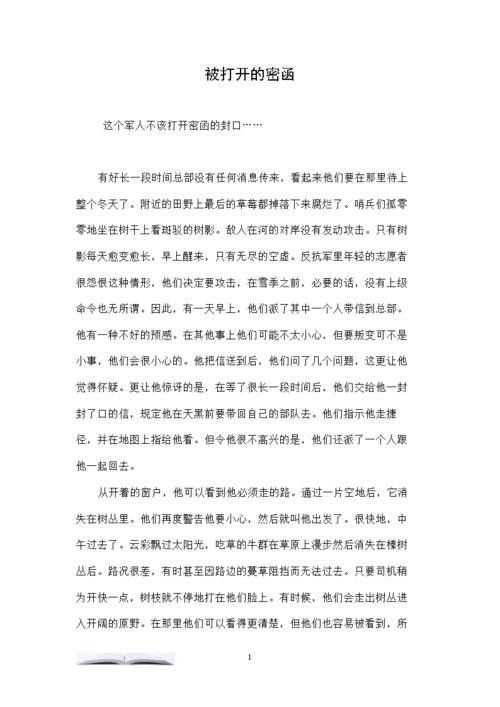 被打开的密函
这个军人不该打开密函的封口……
有好长一段时间总部没有任何消息传来，看起来他们要在那里待上
整个冬天了。附近的田野上最后的草莓都掉落下来腐烂了。哨兵们孤零
零地坐在树干上看斑驳的树影。敌人在河的对岸没有发动攻击。只有树
影每天愈变愈长，早上醒来，只有无尽的空虚。反抗军里年轻的志愿者
很怨恨这种情形，他们决定要攻击，在雪季之前，必要的话，没有上级
命令也无所谓。因此，有一天早上，他们派了其中一个人带信到总部。
他有一种不好的预感。在其他事上他们可能不太小心，但要叛变可不是
小事，他们会很小心的。他把信送到后，他们问了几个问题，这更让他
觉得怀疑。更让他惊讶的是，在等了很长一段时间后，他们交给他一封
封了口的信，规定他在天黑前要带回自己的部队去。他们指示他走捷
径，并在地图上指给他看。但令他很不高兴的是，他们还派了一个人跟
他一起回去。
从开着的窗户，他可以看到他必须走的路。通过一片空地后，它消
失在树丛里。他们再度警告他要小心，然后就叫他出发了。很快地，中
午过去了。云彩飘过太阳光，吃草的牛群在草原上漫步然后消失在榛树
丛后。路况很差，有时甚至因路边的蔓草阻挡而无法过去。只要司机稍
为开快一点，树枝就不停地打在他们脸上。有时候，他们会走出树丛进
入开阔的原野。在那里他们可以看得更清楚，但他们也容易被看到，所
1